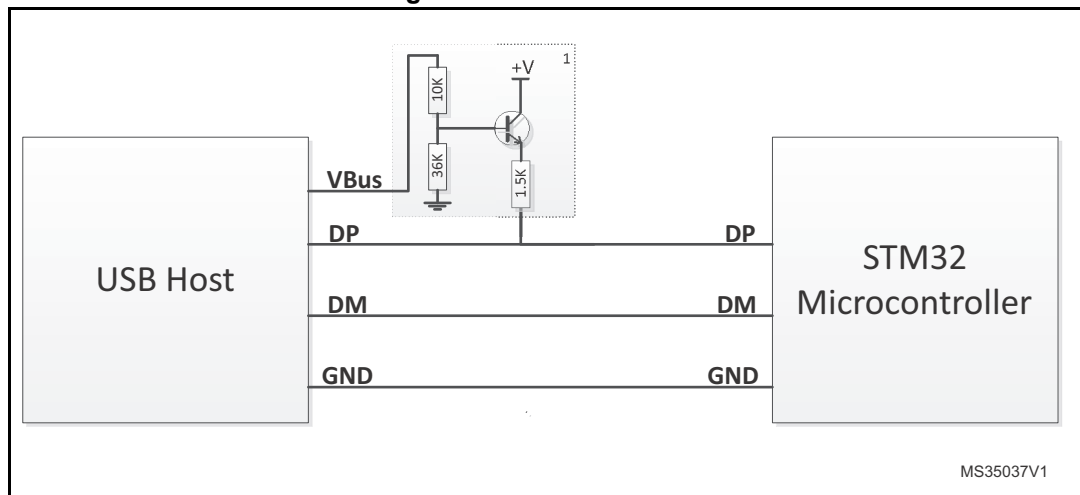 +V
1
10K
36K
1.5K
VBus
DP
DP
USB Host
STM32
Microcontroller
DM
DM
GND
GND
MS35037V1